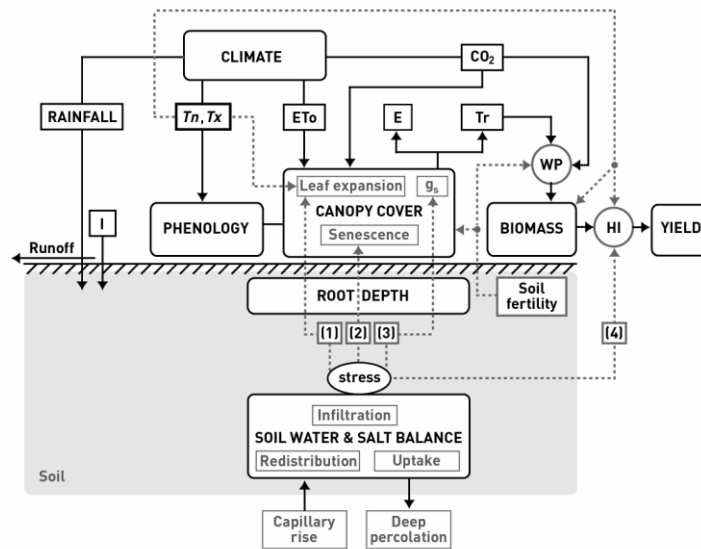 CLIMATE
CO₂
RAINFALL
Tn, Tx
ETo
E
Tr
WP
Leaf expansion
gₛ
I
PHENOLOGY
CANOPY COVER
BIOMASS
HI
YIELD
Senescence
Runoff
ROOT DEPTH
Soil
fertility
(1)
(2)
(3)
(4)
stress
Infiltration
SOIL WATER & SALT BALANCE
Redistribution
Uptake
Soil
Capillary
rise
Deep
percolation